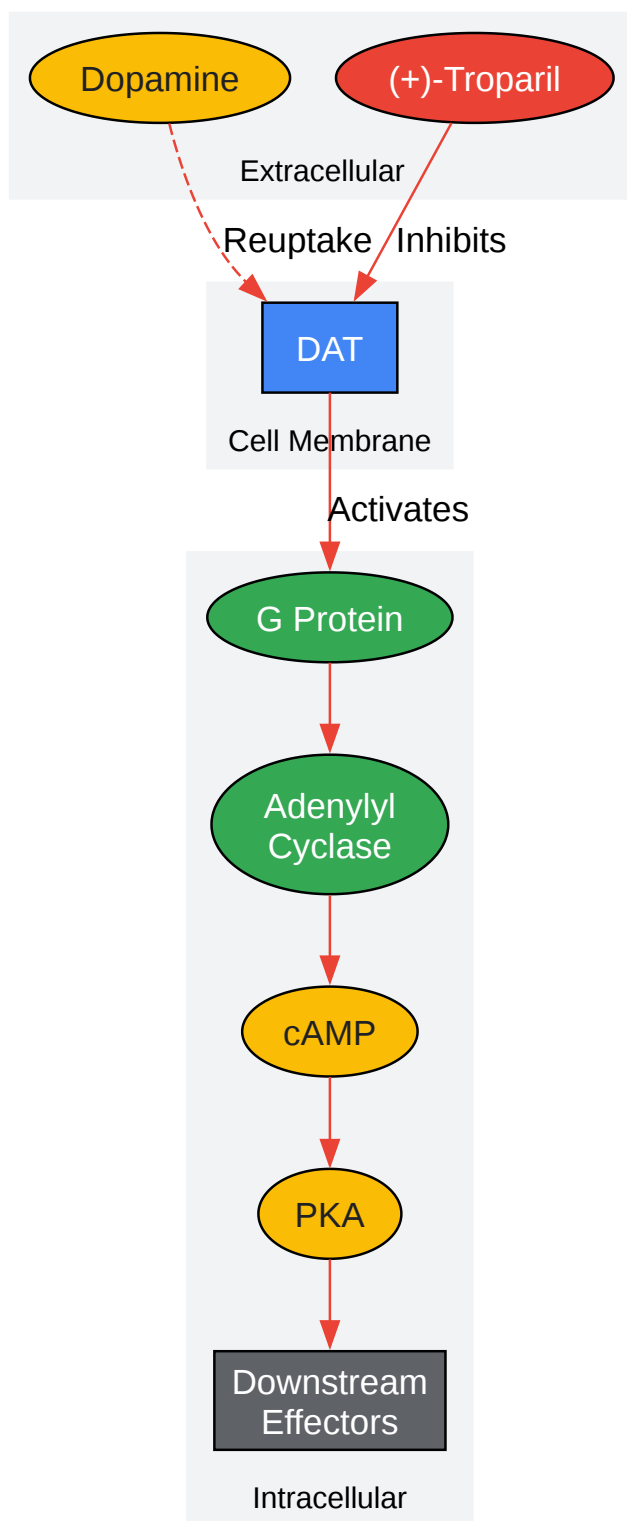 Dopamine
(+)-Troparil
Extracellular
Reuptake
Inhibits
DAT
Cell Membrane
Activates
G Protein
Adenylyl
Cyclase
cAMP
PKA
Downstream
Effectors
Intracellular